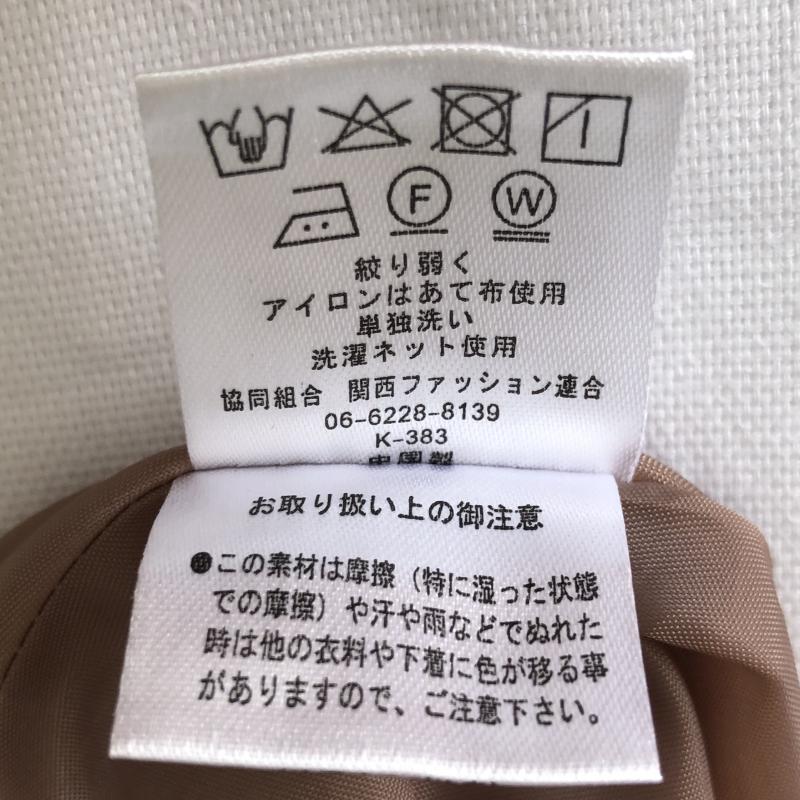 F
W
絞り弱く
アイロンはあて布使用
単独洗い
洗濯ネット使用
協同組合 関西ファッション連合
06-6228-8139
K-383
中国製
お取り扱い上の御注意
●この素材は摩擦（特に湿った状態
での摩擦）や汗や雨などでぬれた
時は他の衣料や下着に色が移る事
がありますので、ご注意下さい。